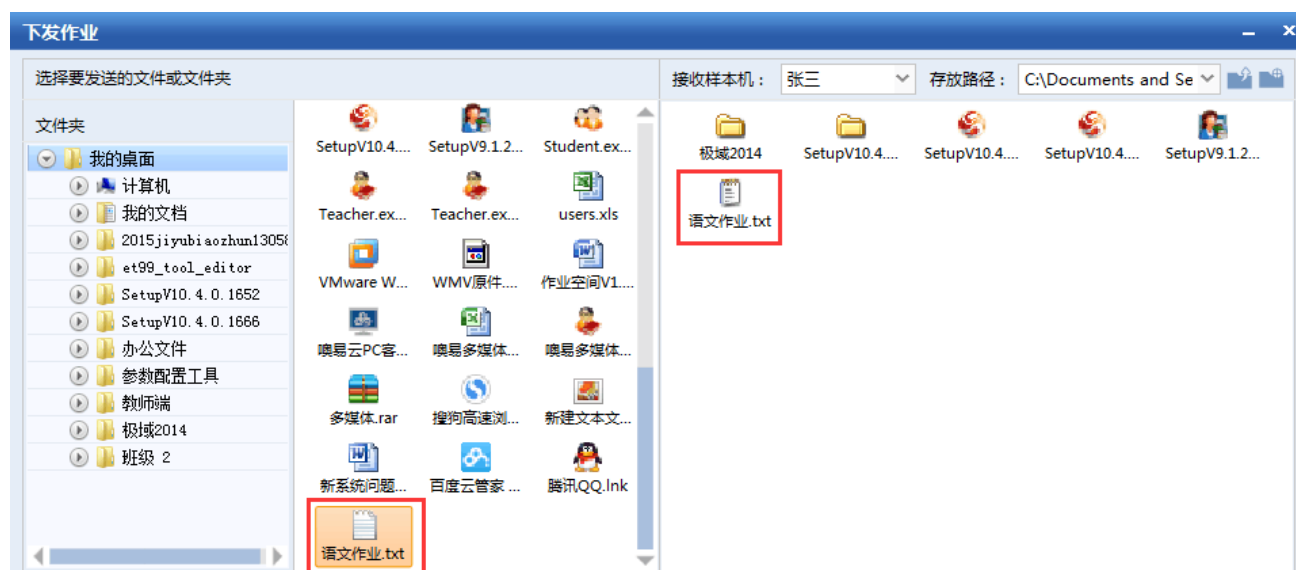 下发作业
选择要发送的文件或文件夹
接收样本机：
张三
存放路径：
C:\Documents and Se
文件夹
我的桌面
计算机
我的文档
2015jiyubiaozhun13058
et99_tool_editor
SetupV10.4.0.1652
SetupV10.4.0.1666
办公文件
参数配置工具
教师端
极域2014
班级 2
SetupV10.4.... SetupV9.1.2... Student.ex...
Teacher.ex... Teacher.ex... users.xls
VMware W... WMV原件.... 作业空间V1....
噢易云PC客... 噢易多媒体... 噢易多媒体...
多媒体.rar 搜狗高速浏... 新建文本文...
新系统问题... 百度云管家 ... 腾讯QQ.lnk
语文作业.txt
极域2014 SetupV10.4.... SetupV10.4.... SetupV10.4.... SetupV9.1.2...
语文作业.txt